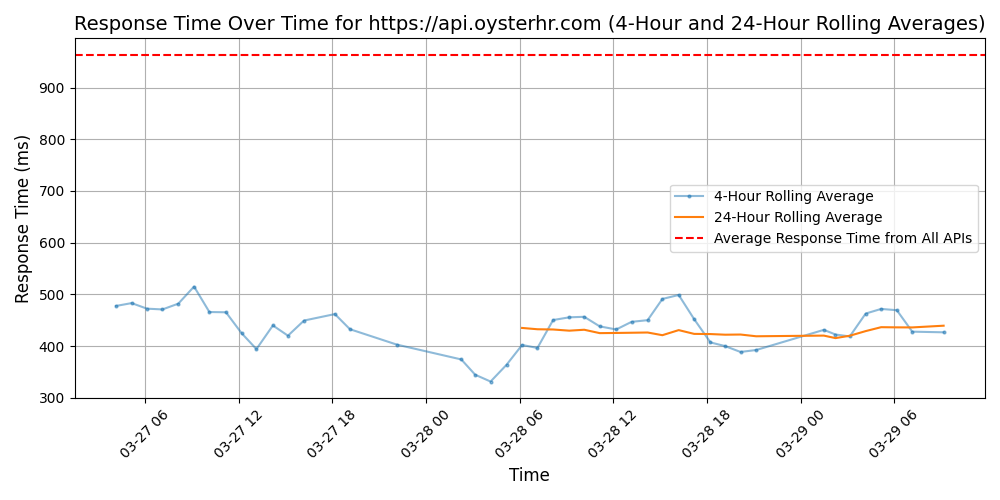 Response Time Over Time for https://api.oysterhr.com (4-Hour and 24-Hour Rolling Averages)
Response Time (ms)
900
800
700
600
500
400
300
4-Hour Rolling Average
24-Hour Rolling Average
Average Response Time from All APIs
03-27 06
03-27 12
03-27 18
03-28 00
03-28 06
03-28 12
03-28 18
03-29 00
03-29 06
Time